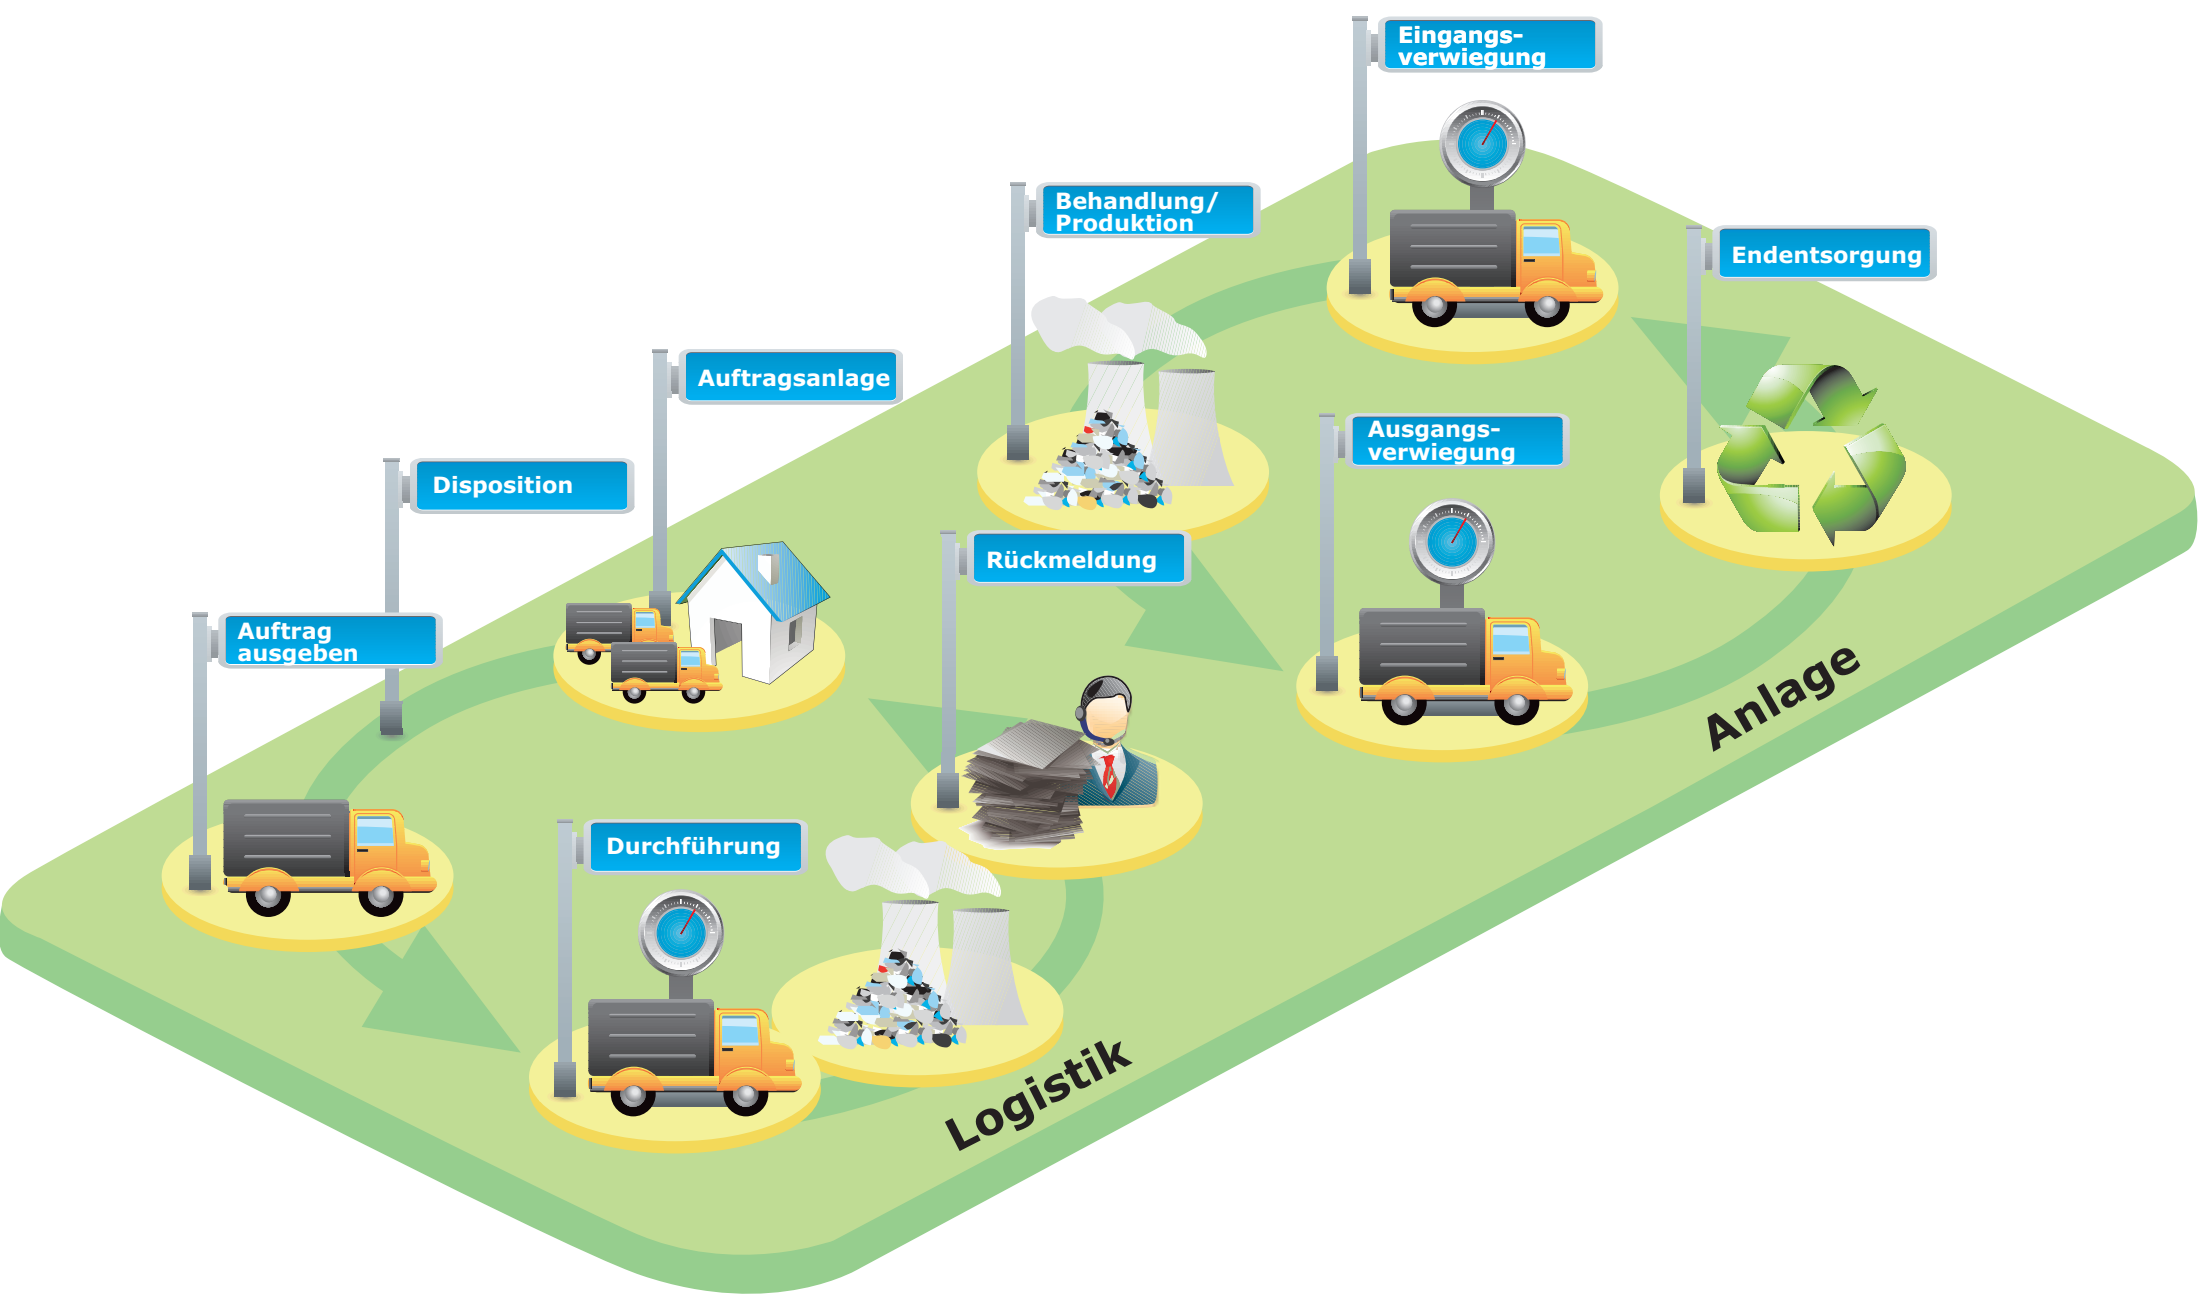 Eingangs-
verwiegung
Behandlung/
Produktion
Endentsorgung
Auftragsanlage
Ausgangs-
verwiegung
Disposition
Rückmeldung
Auftrag
ausgeben
Anlage
Durchführung
Logistik